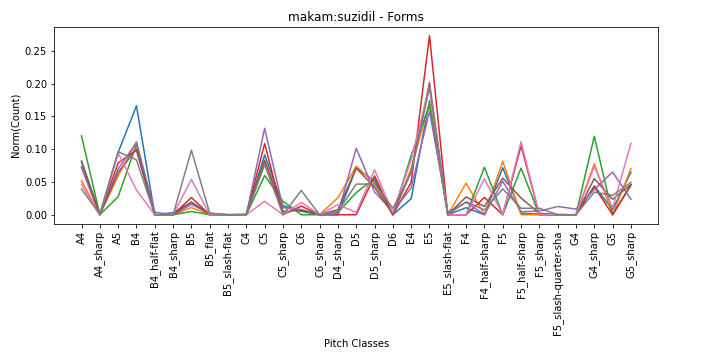 makam:suzidil - Forms
Norm(Count)
0.25
0.20
0.15
0.10
0.05
0.00
A4
A4_sharp
A5
B4
B4_half-flat
B4_sharp
B5
B5_flat
B5_slash-flat
C4
C5
C5_sharp
C6
C6_sharp
D4_sharp
D5
D5_sharp
D6
E4
E5
E5_slash-flat
F4
F4_half-sharp
F5
F5_half-sharp
F5_sharp
F5_slash-quarter-sha
G4
G4_sharp
G5
G5_sharp
Pitch Classes